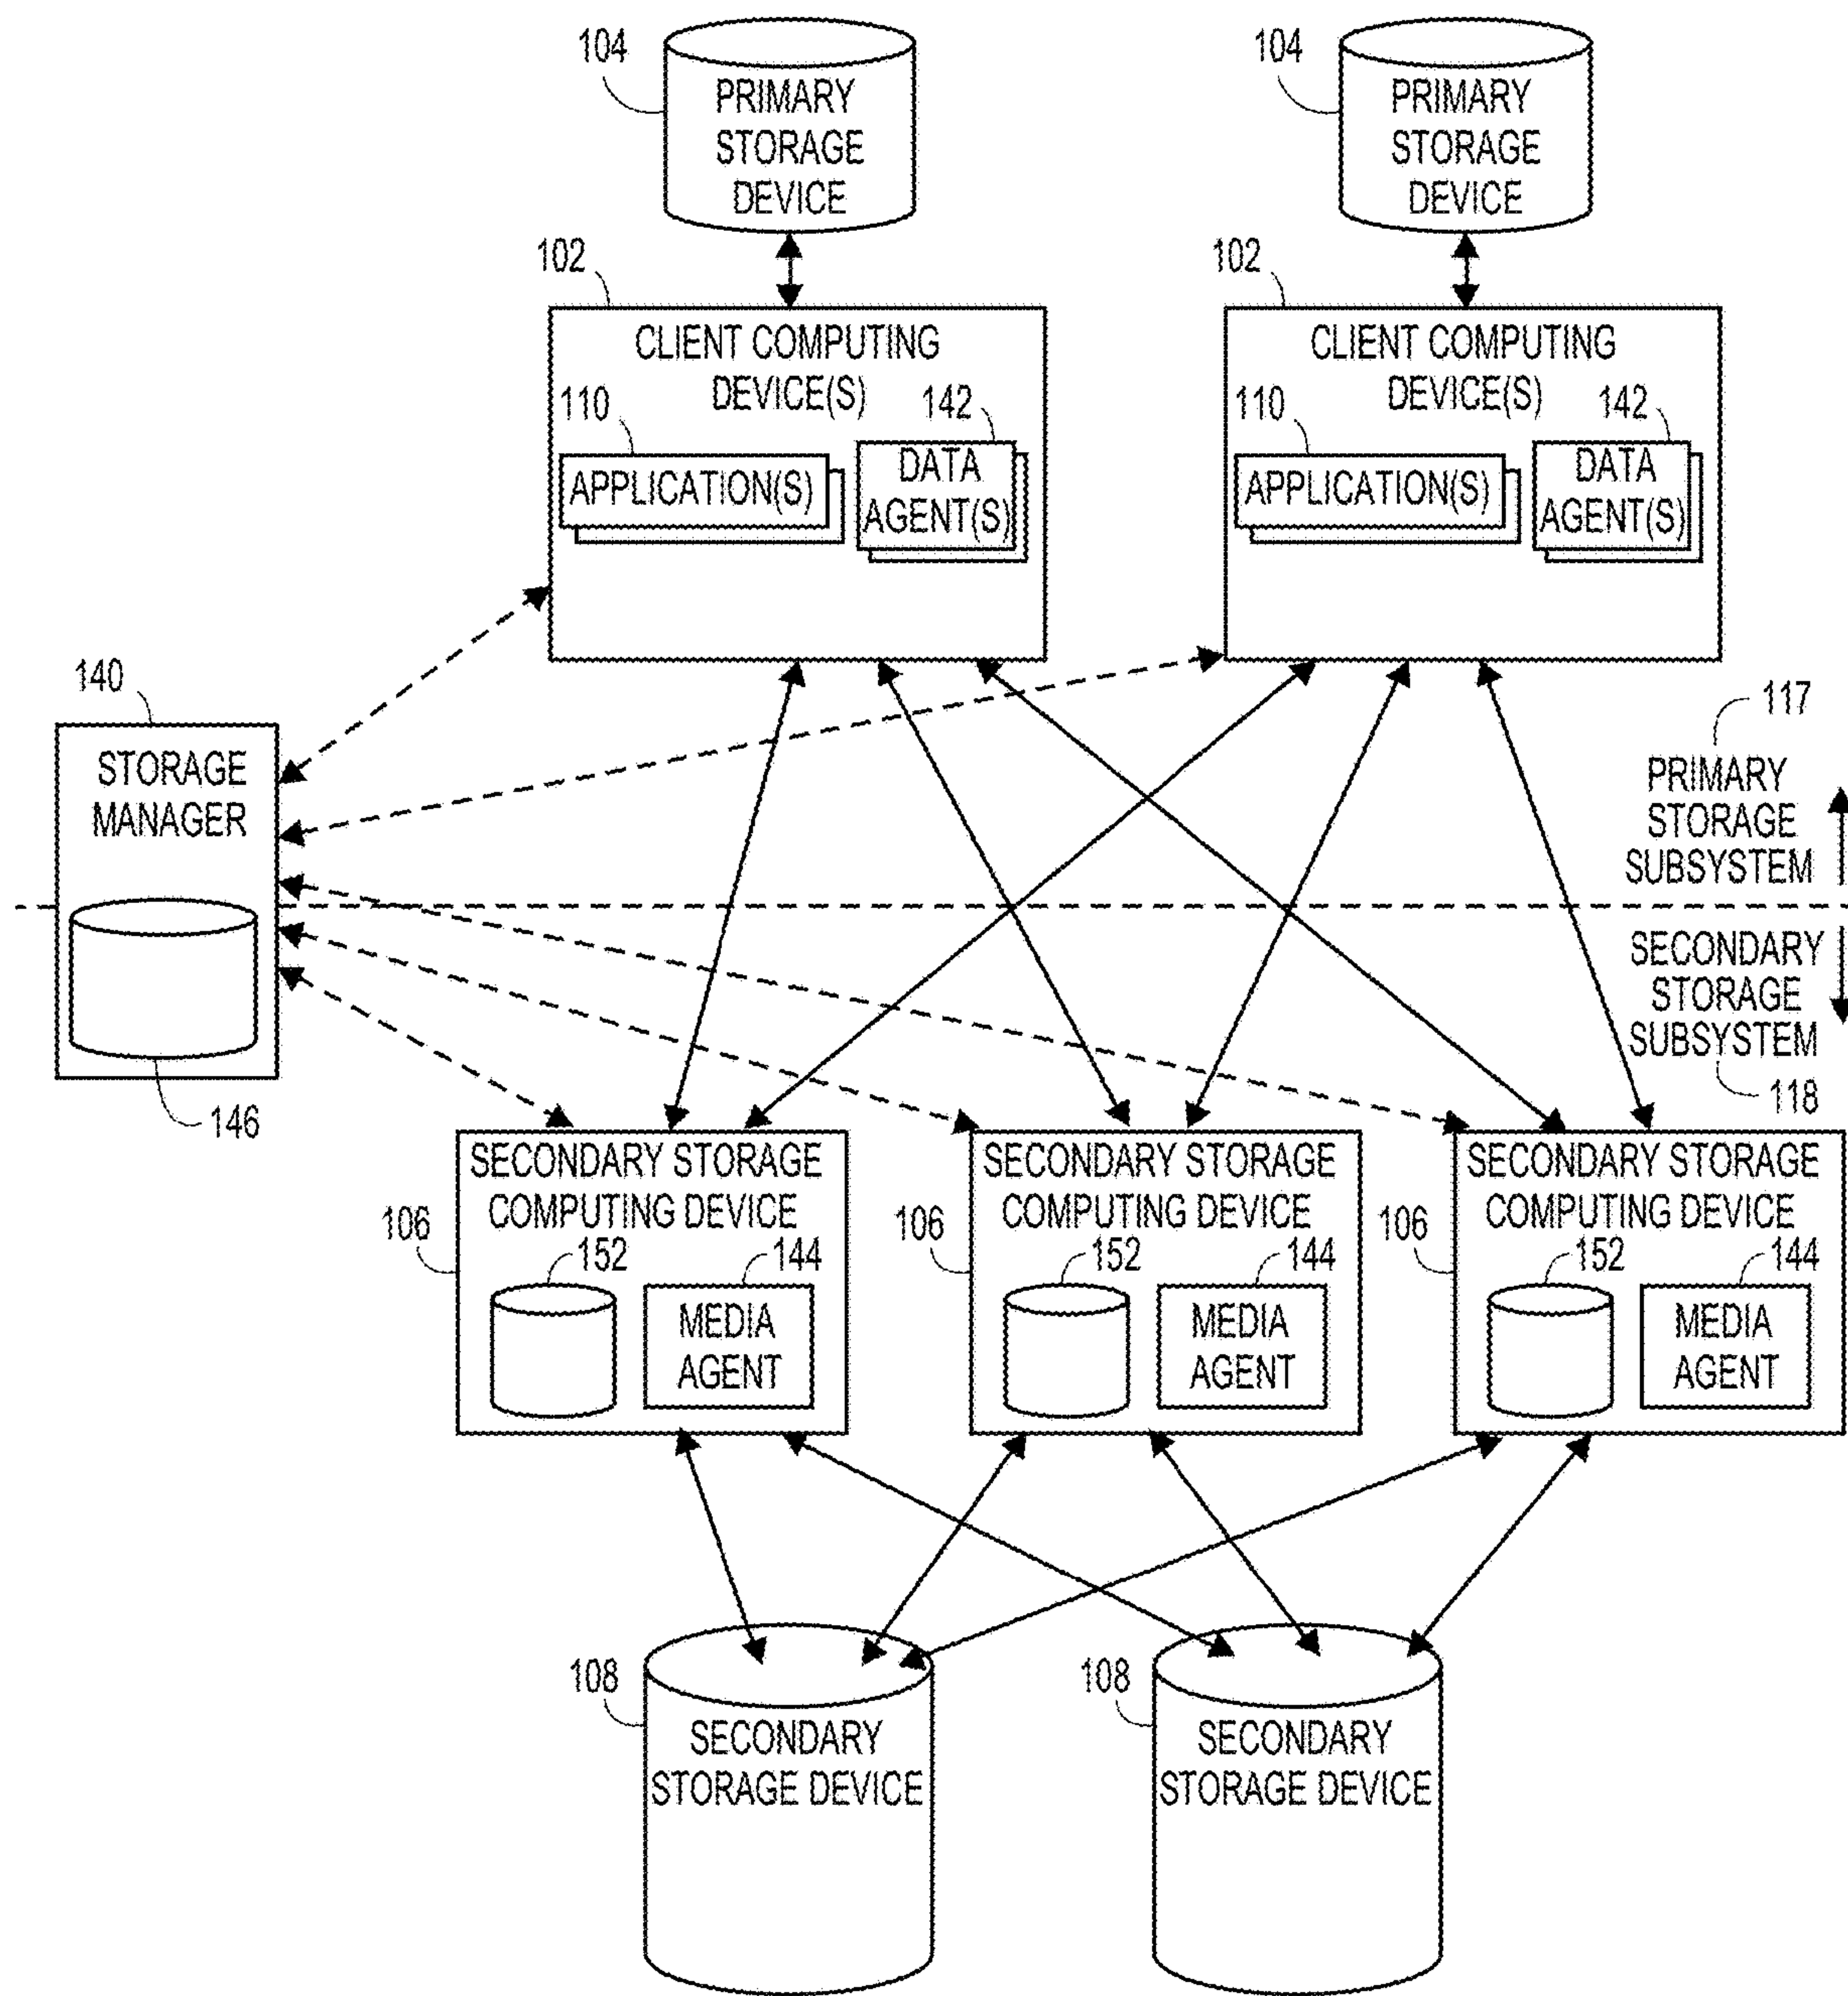 104
PRIMARY
STORAGE
DEVICE
104
PRIMARY
STORAGE
DEVICE
102
CLIENT COMPUTING
DEVICE(S)
110
142
APPLICATION(S)
DATA
AGENT(S)
102
CLIENT COMPUTING
DEVICE(S)
110
142
APPLICATION(S)
DATA
AGENT(S)
140
STORAGE
MANAGER
146
117
PRIMARY
STORAGE
SUBSYSTEM
SECONDARY
STORAGE
SUBSYSTEM
118
106
SECONDARY STORAGE
COMPUTING DEVICE
152
144
MEDIA
AGENT
106
SECONDARY STORAGE
COMPUTING DEVICE
152
144
MEDIA
AGENT
106
SECONDARY STORAGE
COMPUTING DEVICE
152
144
MEDIA
AGENT
108
SECONDARY
STORAGE DEVICE
108
SECONDARY
STORAGE DEVICE